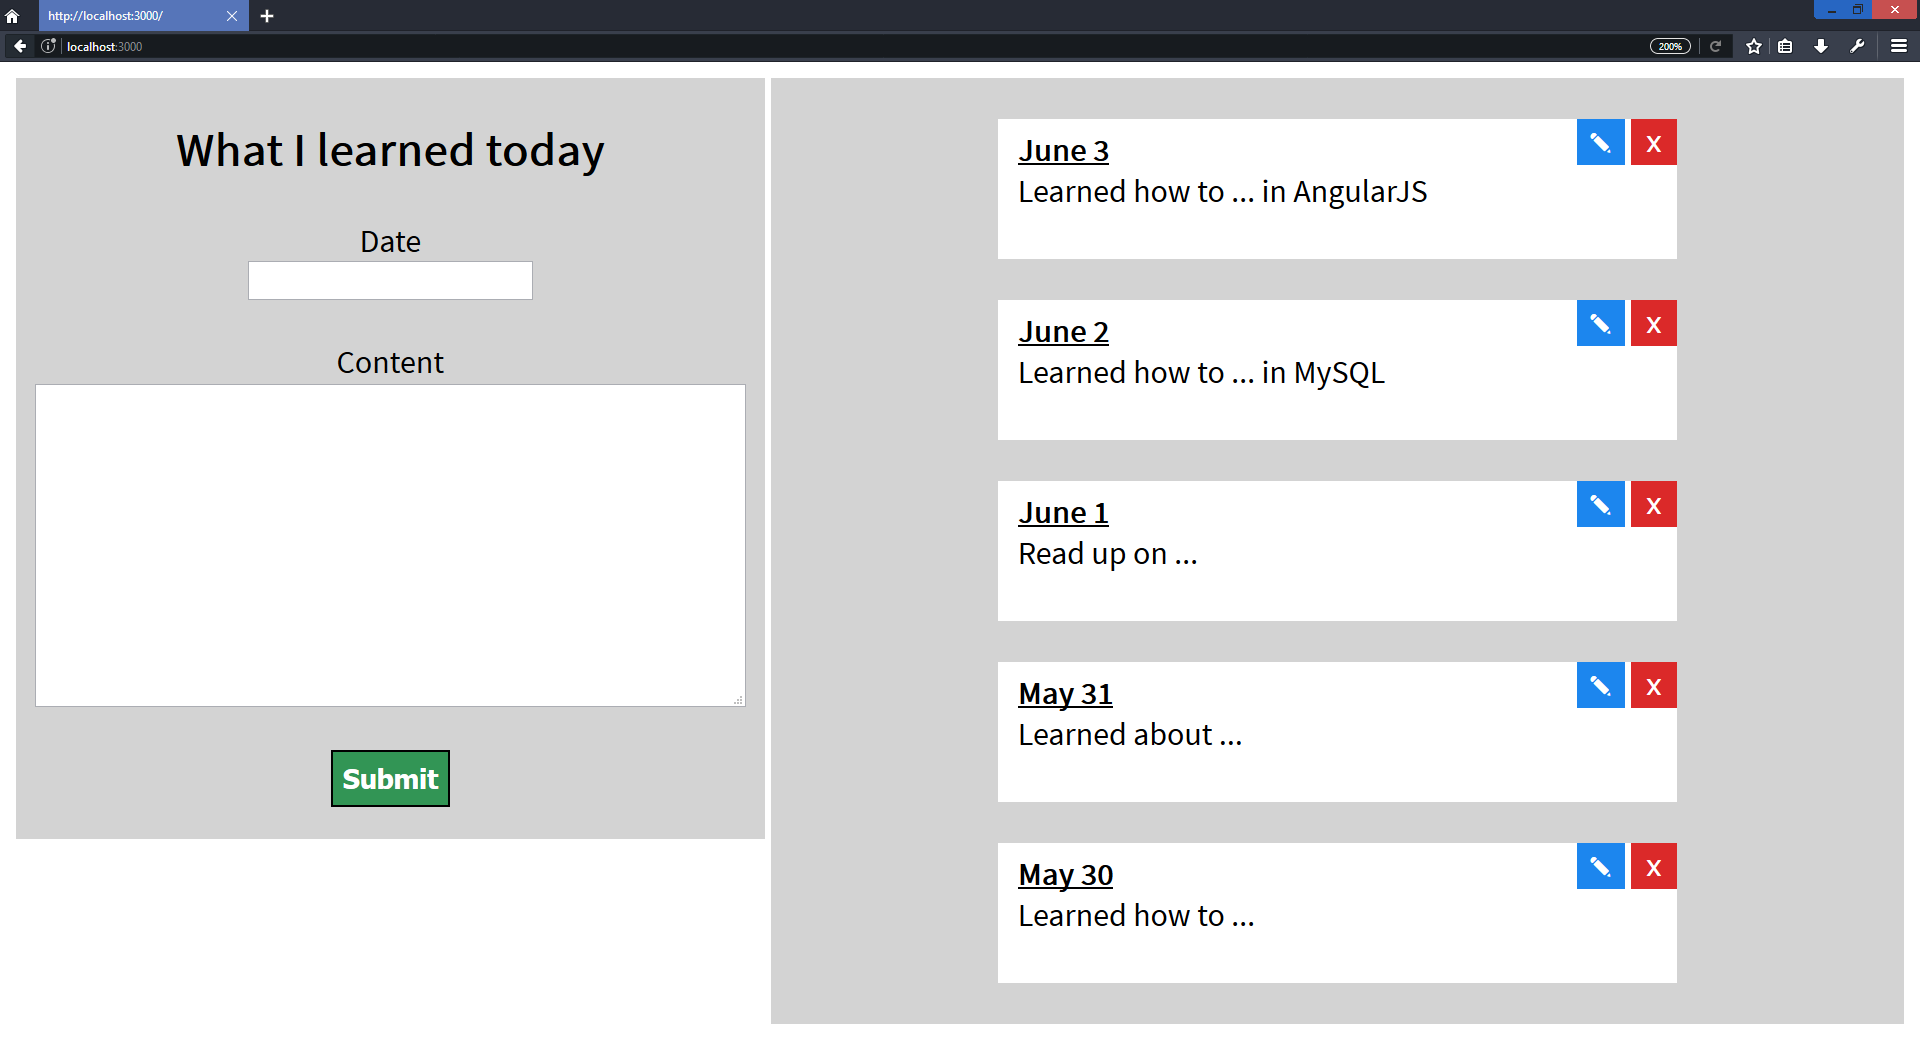 http://localhost:3000/
localhost:3000
200%
What I learned today
Date
Content
Submit
June 3
x
Learned how to ... in AngularJS
June 2
x
Learned how to ... in MySQL
June 1
x
Read up on ...
May 31
x
Learned about ...
May 30
x
Learned how to ...